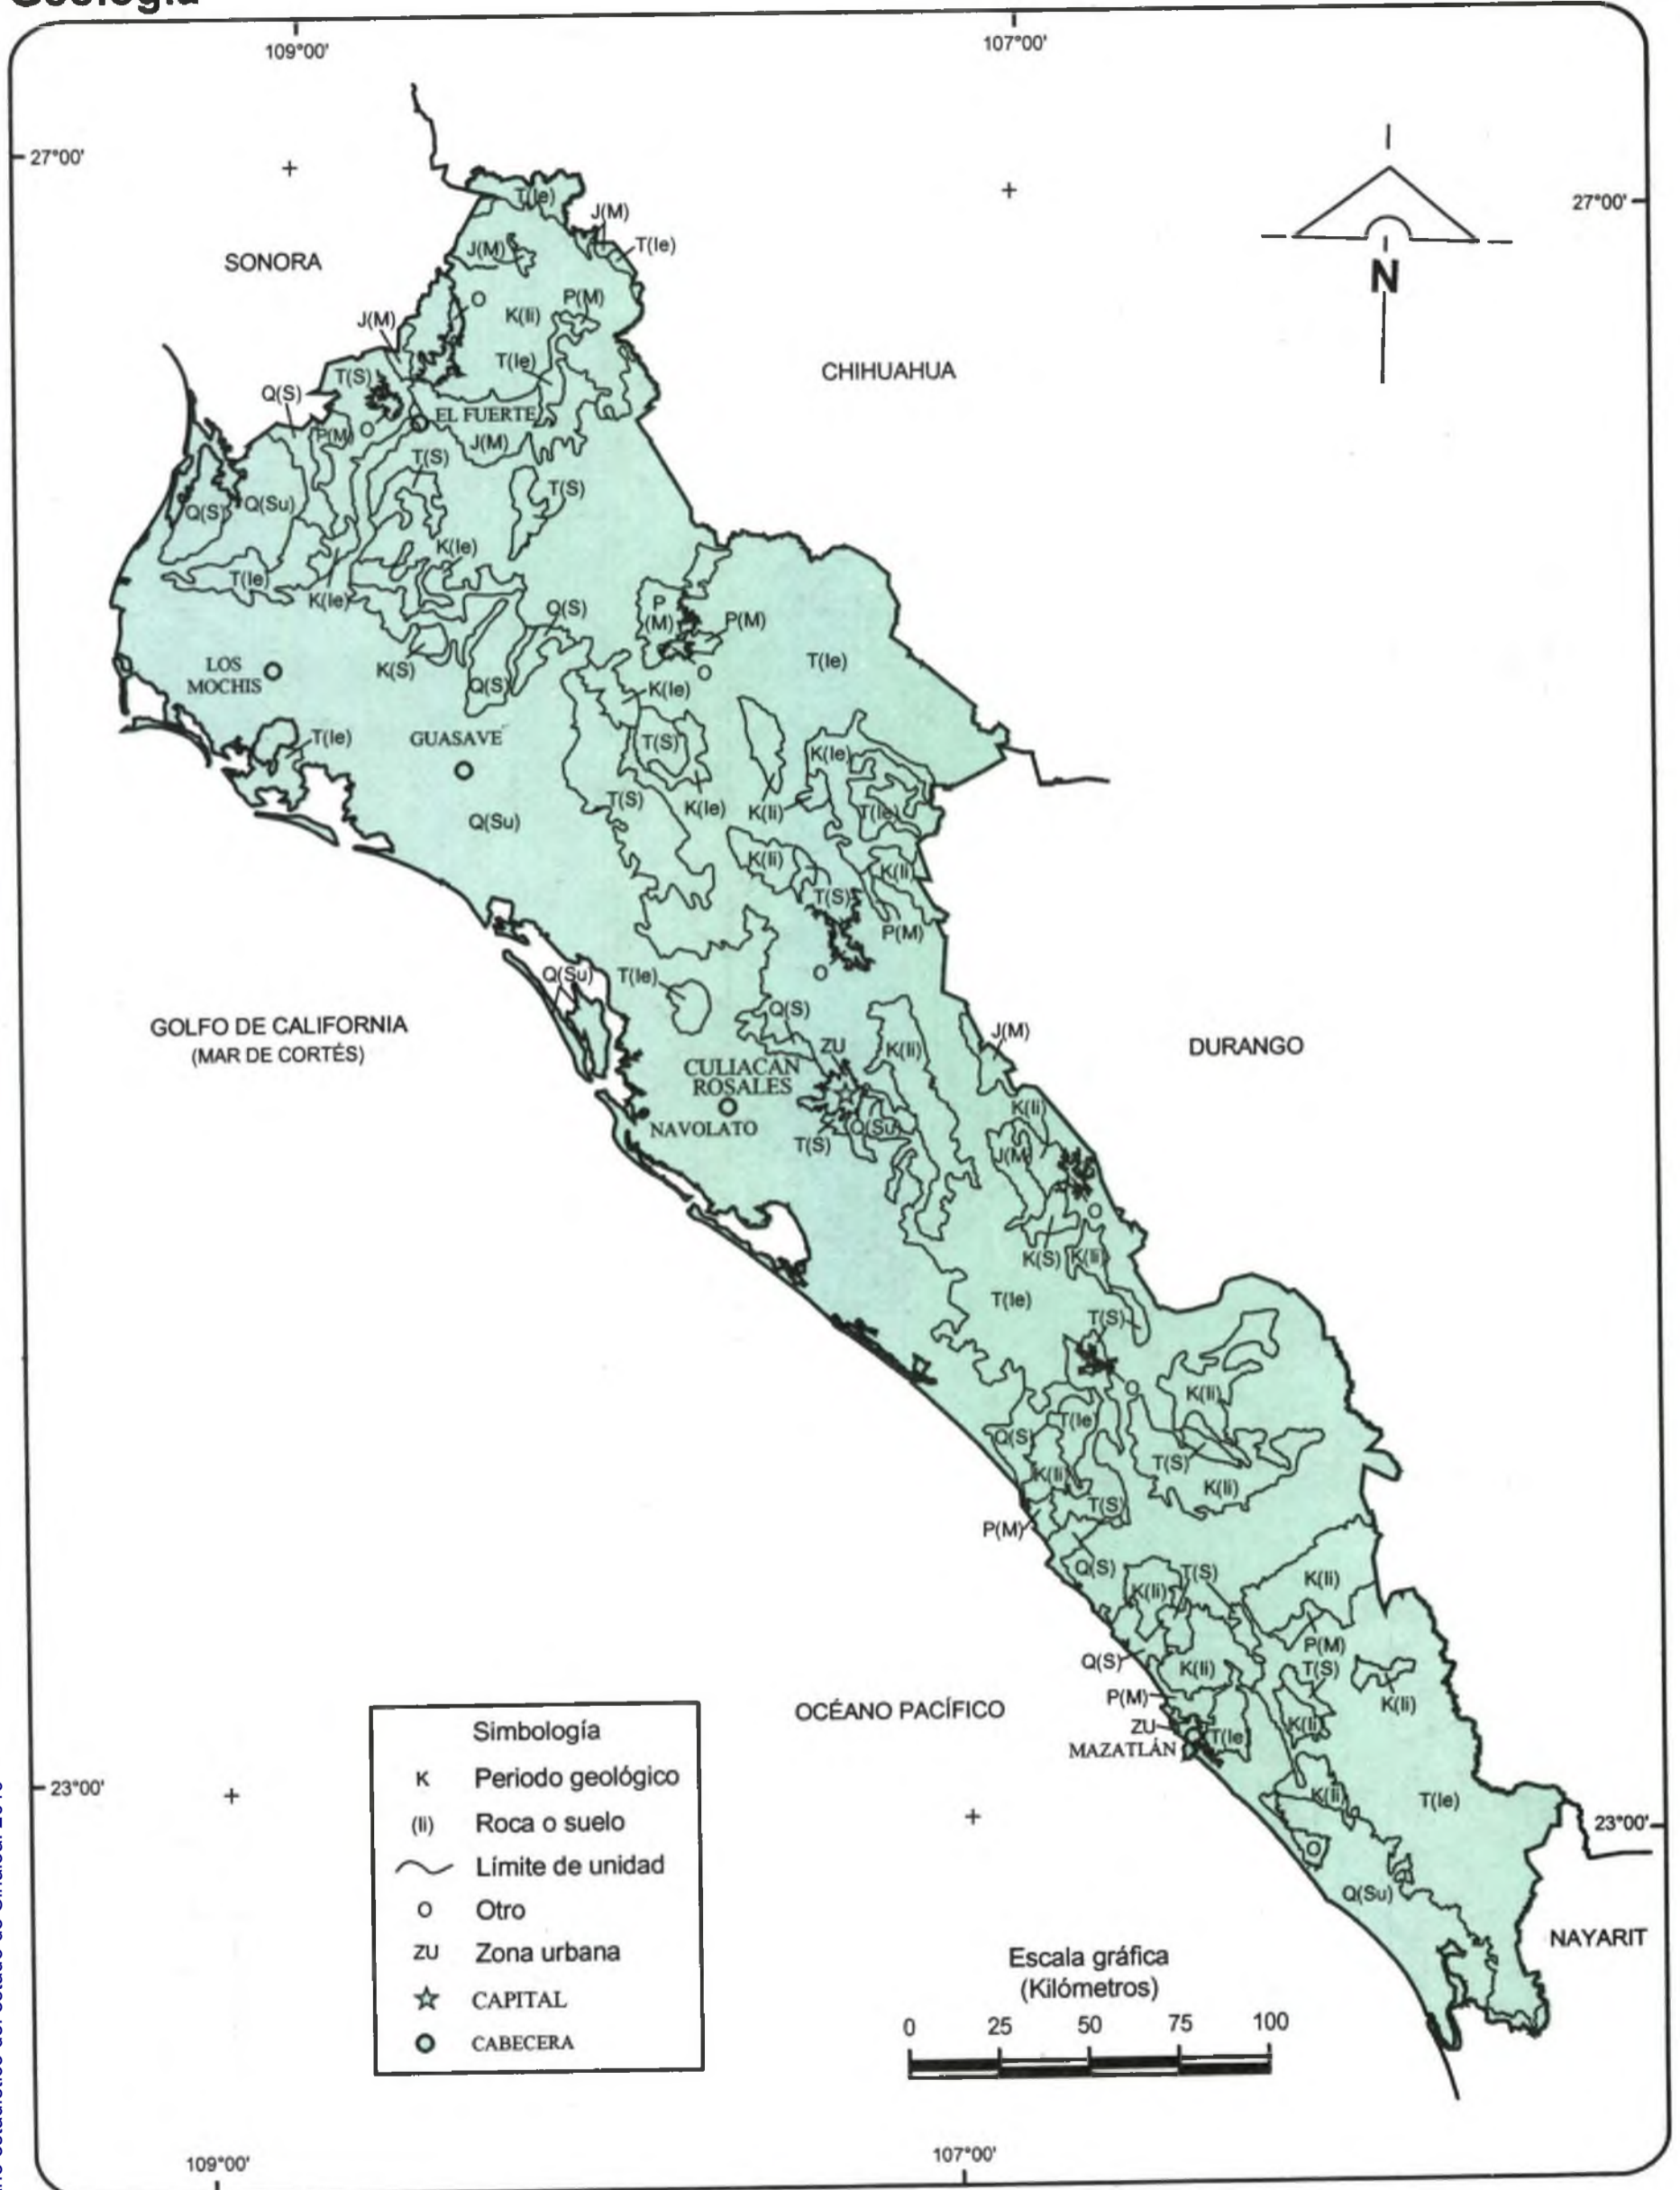 Geología
109°00'
107°00'
27°00'
27°00'
T(Ie)
J(M)
T(Ie)
J(M)
SONORA
O
P(M)
K(Ii)
J(M)
T(Ie)
CHIHUAHUA
N
T(S)
Q(S)
EL FUERTE
P(M)
O
J(M)
T(S)
T(S)
Q(S)
Q(Su)
K(Ie)
T(Ie)
K(Ie)
Q(S)
P
(M)
P(M)
T(Ie)
LOS
MOCHIS
K(S)
Q(S)
O
K(Ie)
T(Ie)
GUASAVE
T(S)
K(Ie)
T(S)
K(Ie)
K(Ii)
T(Ie)
Q(Su)
K(Ii)
K(Ii)
T(S)
P(M)
Q(Su)
T(Ie)
O
Q(S)
GOLFO DE CALIFORNIA
(MAR DE CORTÉS)
J(M)
DURANGO
ZU
K(Ii)
CULIACÁN
ROSALES
NAVOLATO
T(S)
Q(Su)
K(Ii)
J(M)
O
K(S)
K(Ii)
T(Ie)
T(S)
O
K(Ii)
T(Ie)
Q(S)
K(Ii)
T(S)
T(S)
K(Ii)
P(M)
Q(S)
K(Ii)
T(S)
K(Ii)
P(M)
Q(S)
K(Ii)
T(S)
K(Ii)
P(M)
ZU
MAZATLÁN
T(Ie)
K(Ii)
OCÉANO PACÍFICO
K(Ii)
T(Ie)
23°00'
23°00'
O
Q(Su)
NAYARIT
Simbología
K Periodo geológico
(Ii) Roca o suelo
Límite de unidad
O Otro
ZU Zona urbana
CAPITAL
CABECERA
Escala gráfica
(Kilómetros)
0 25 50 75 100
109°00'
107°00'